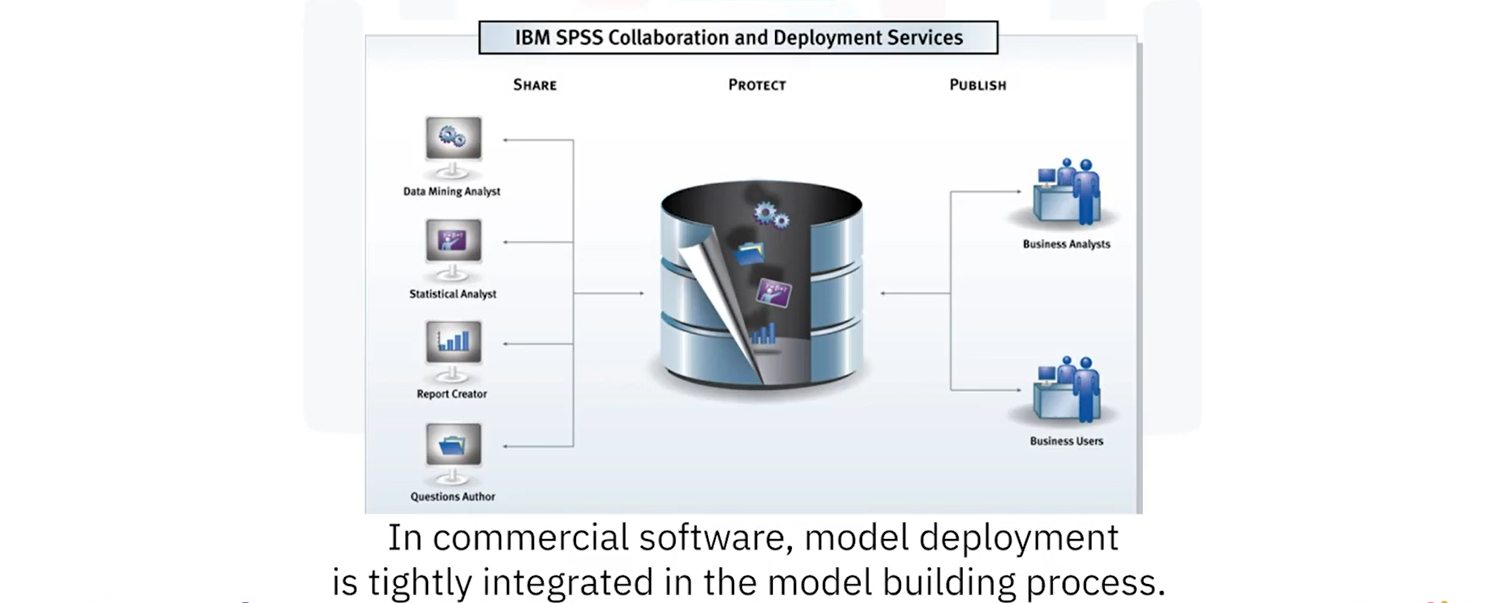 IBM SPSS Collaboration and Deployment Services
SHARE
PROTECT
PUBLISH
Data Mining Analyst
Statistical Analyst
Report Creator
Questions Author
Business Analysts
Business Users
In commercial software, model deployment
is tightly integrated in the model building process.